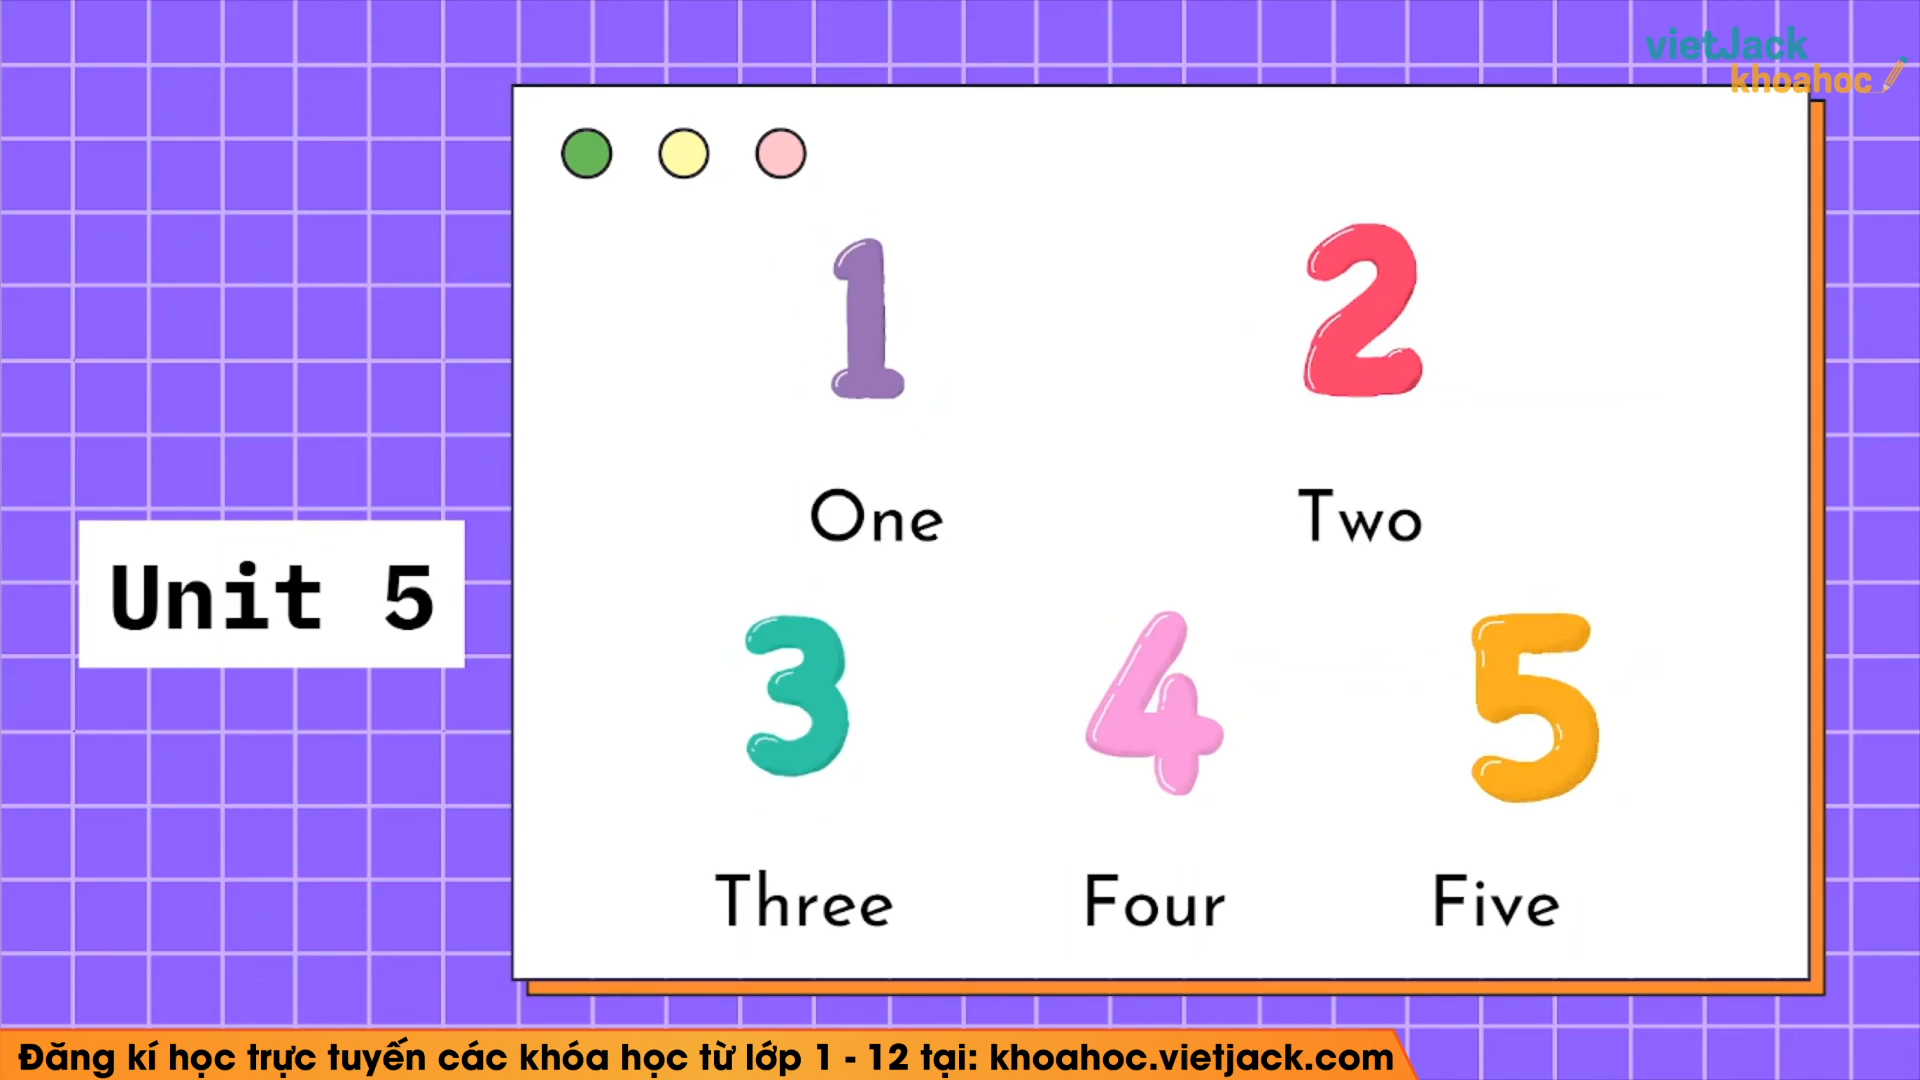 vietJack
khoahoc
1 2
One Two
Unit 5
3 4 5
Three Four Five
Đăng kí học trực tuyến các khóa học từ lớp 1 - 12 tại: khoahoc.vietjack.com